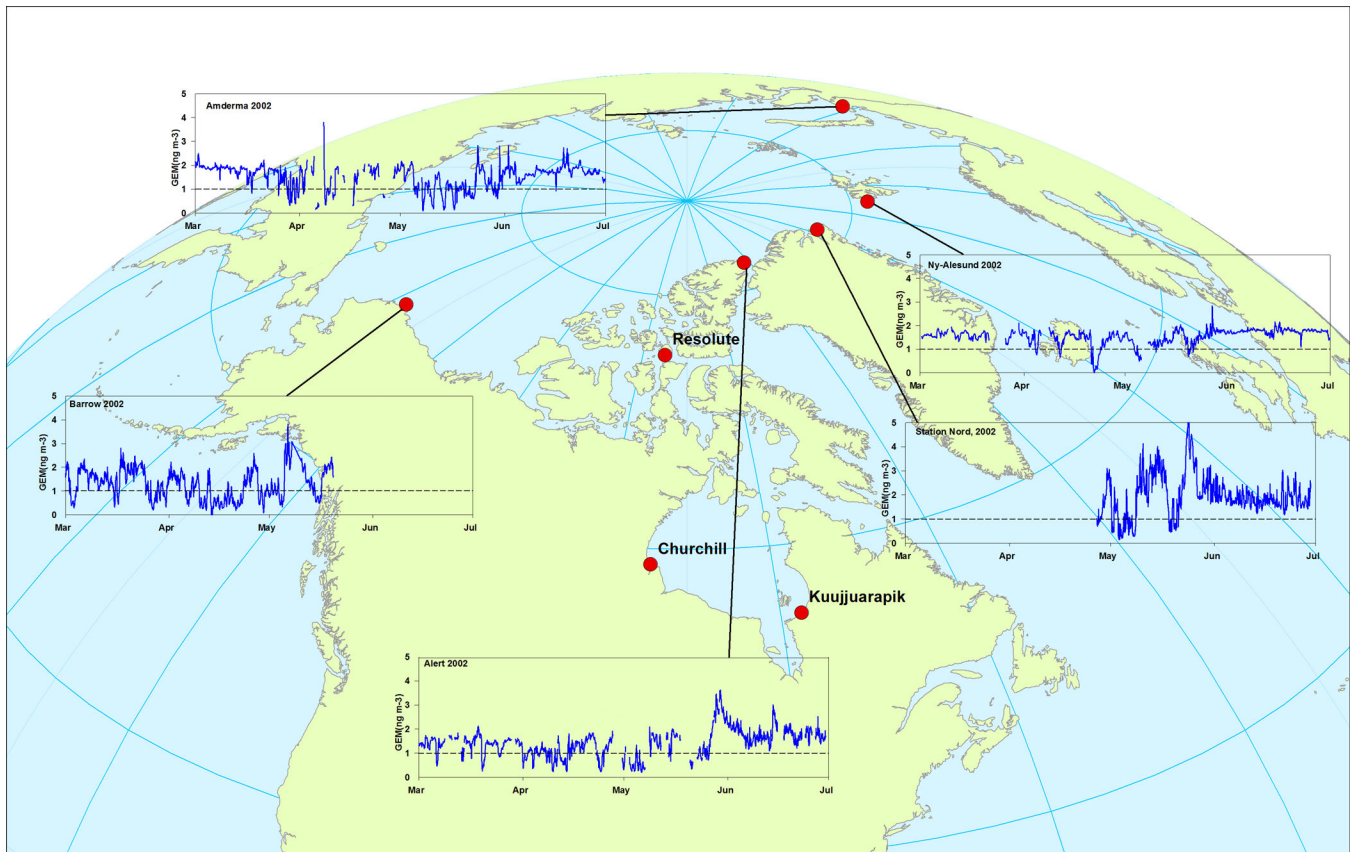 Amderma 2002
GEM(ng m-3)
5
4
3
2
1
0
Mar Apr May Jun Jul
Ny-Alesund 2002
GEM(ng m-3)
5
4
3
2
1
0
Mar Apr May Jun Jul
Resolute
Barrow 2002
GEM(ng m-3)
5
4
3
2
1
0
Mar Apr May Jun Jul
Station Nord, 2002
GEM(ng m-3)
5
4
3
2
1
0
Mar Apr May Jun Jul
Churchill
Kuujjuarapik
Alert 2002
GEM(ng m-3)
5
4
3
2
1
0
Mar Apr May Jun Jul